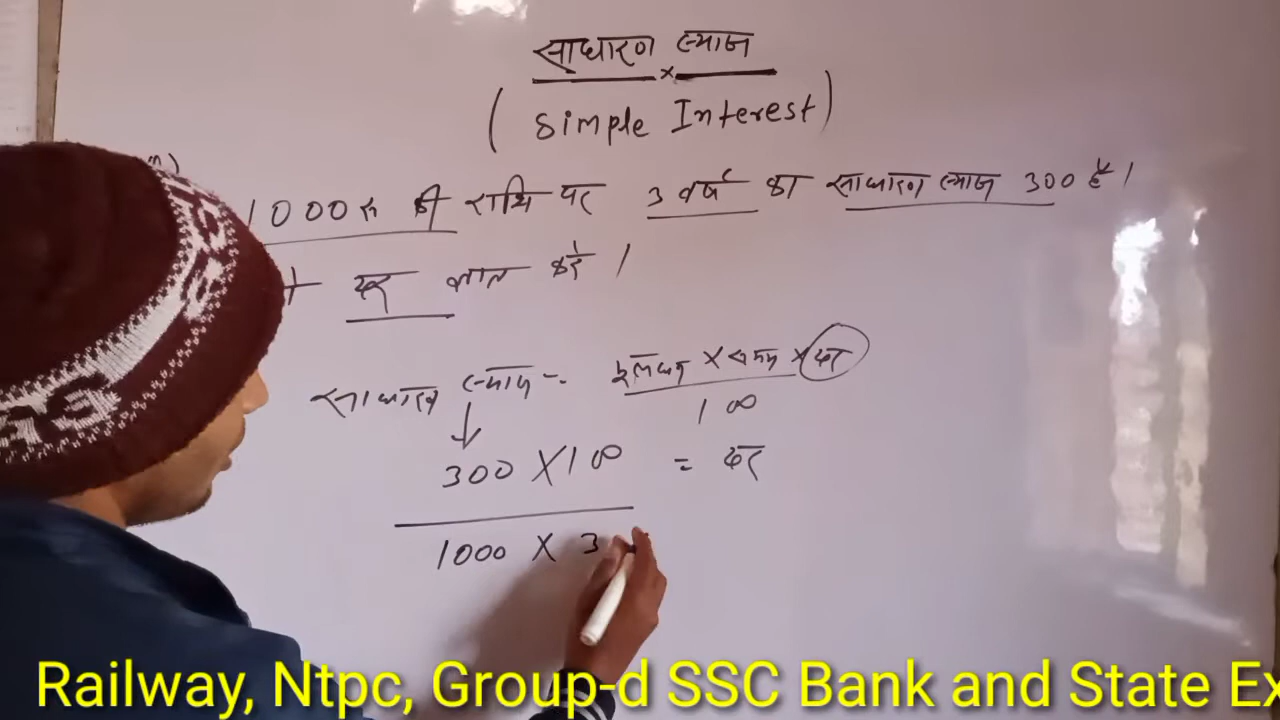 साधारण ब्याज
(Simple Interest)
1000 रु की राशि पर 3 वर्ष का साधारण ब्याज 300 है।
दर ज्ञात करें।
साधारण ब्याज = मूलधन × समय × दर
100
300 × 100 = दर
1000 × 3
Railway, Ntpc, Group-d SSC Bank and State Ex